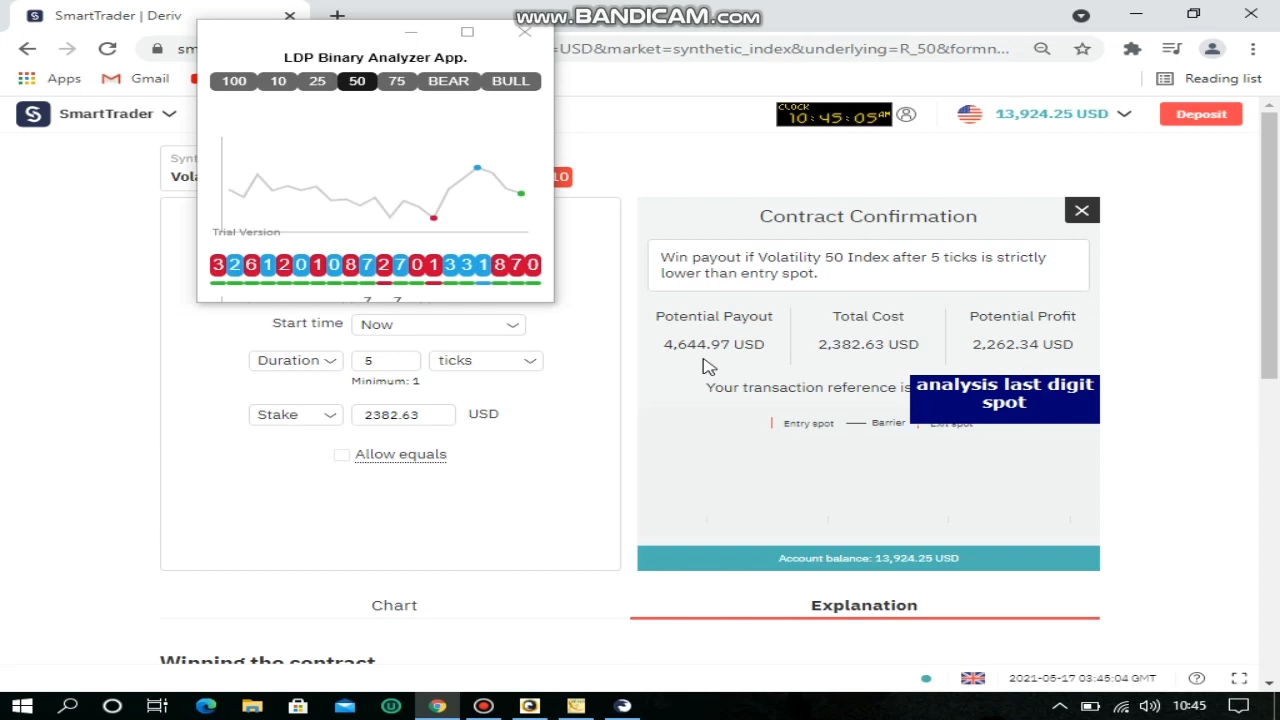 SmartTrader | Deriv
www.BANDICAM.com
=USD&market=synthetic_index&underlying=R_50&formn...
Apps
Gmail
Reading list
LDP Binary Analyzer App.
100 10 25 50 75 BEAR BULL
Trial Version
3 2 6 1 2 0 1 0 8 7 2 7 0 1 3 3 1 8 7 0
SmartTrader
CLOCK
10:45:05 AM
13,924.25 USD
Deposit
Synt
Vola
10
Start time
Now
Duration
5
ticks
Minimum: 1
Stake
2382.63
USD
Allow equals
Contract Confirmation
Win payout if Volatility 50 Index after 5 ticks is strictly
lower than entry spot.
Potential Payout
4,644.97 USD
Total Cost
2,382.63 USD
Potential Profit
2,262.34 USD
Your transaction reference is
analysis last digit
spot
Entry spot
Barrier
Exit spot
Account balance: 13,924.25 USD
Chart
Explanation
Winning the contract
2021-05-17 03:45:04 GMT
10:45